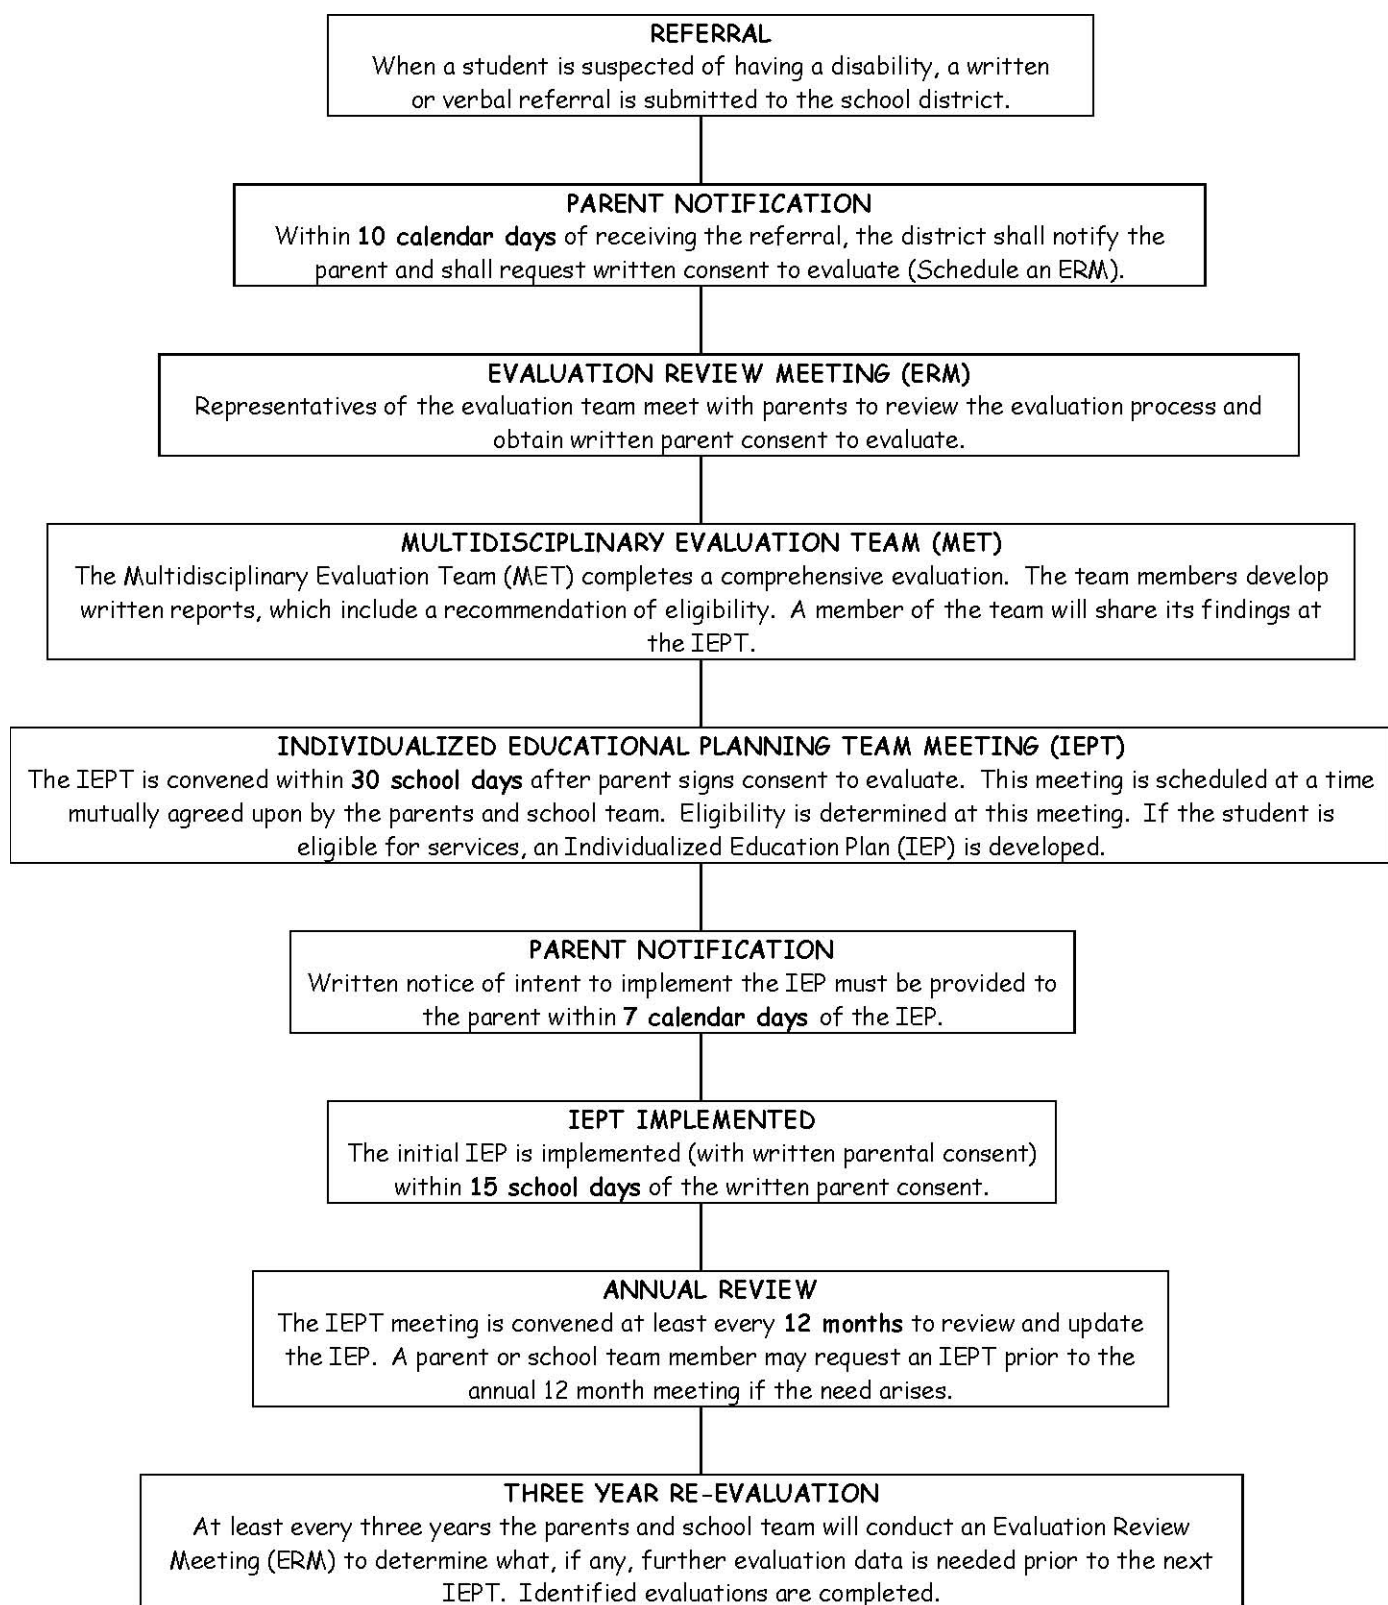 REFERRAL
When a student is suspected of having a disability, a written
or verbal referral is submitted to the school district.
PARENT NOTIFICATION
Within 10 calendar days of receiving the referral, the district shall notify the
parent and shall request written consent to evaluate (Schedule an ERM).
EVALUATION REVIEW MEETING (ERM)
Representatives of the evaluation team meet with parents to review the evaluation process and
obtain written parent consent to evaluate.
MULTIDISCIPLINARY EVALUATION TEAM (MET)
The Multidisciplinary Evaluation Team (MET) completes a comprehensive evaluation. The team members develop
written reports, which include a recommendation of eligibility. A member of the team will share its findings at
the IEPT.
INDIVIDUALIZED EDUCATIONAL PLANNING TEAM MEETING (IEPT)
The IEPT is convened within 30 school days after parent signs consent to evaluate. This meeting is scheduled at a time
mutually agreed upon by the parents and school team. Eligibility is determined at this meeting. If the student is
eligible for services, an Individualized Education Plan (IEP) is developed.
PARENT NOTIFICATION
Written notice of intent to implement the IEP must be provided to
the parent within 7 calendar days of the IEP.
IEPT IMPLEMENTED
The initial IEP is implemented (with written parental consent)
within 15 school days of the written parent consent.
ANNUAL REVIEW
The IEPT meeting is convened at least every 12 months to review and update
the IEP. A parent or school team member may request an IEPT prior to the
annual 12 month meeting if the need arises.
THREE YEAR RE-EVALUATION
At least every three years the parents and school team will conduct an Evaluation Review
Meeting (ERM) to determine what, if any, further evaluation data is needed prior to the next
IEPT. Identified evaluations are completed.